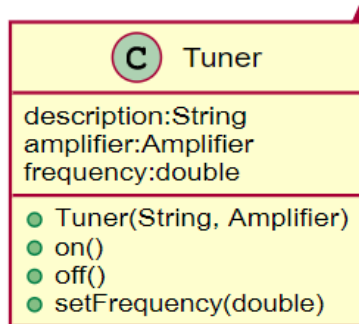 C Tuner
description:String
amplifier:Amplifier
frequency:double
Tuner(String, Amplifier)
on()
off()
setFrequency(double)